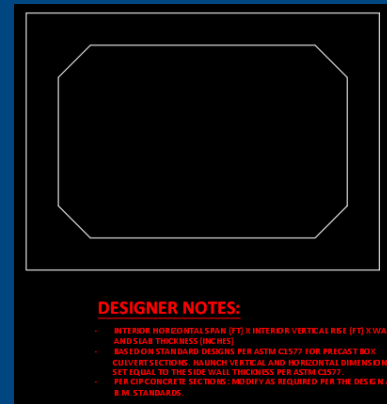 DESIGNER NOTES:
- INTERIOR HORIZONTAL SPAN (FT) X INTERIOR VERTICAL RISE (FT) X WA
AND SLAB THICKNESS (INCHES)
- BASED ON STANDARD DESIGNS PER ASTM C1577 FOR PRECAST BOX
CULVERT SECTIONS. HAUNCH VERTICAL AND HORIZONTAL DIMENSION
SET EQUAL TO THE SIDE WALL THICKNESS PER ASTM C1577.
- PER CIP CONCRETE SECTIONS: MODIFY AS REQUIRED PER THE DESIGN
B.M. STANDARDS.